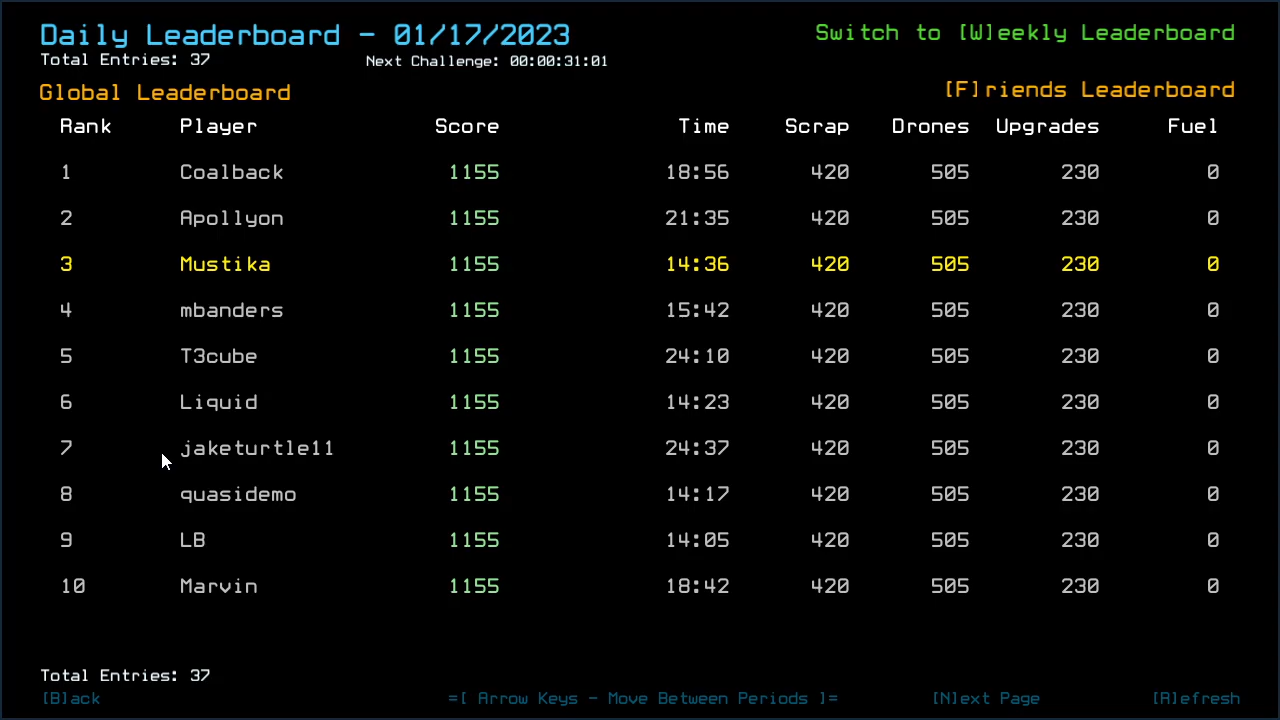 Daily Leaderboard - 01/17/2023 Switch to [W]eekly Leaderboard
Total Entries: 37 Next Challenge: 00:00:31:01
Global Leaderboard [F]riends Leaderboard
Rank Player Score Time Scrap Drones Upgrades Fuel
1 Coalback 1155 18:56 420 505 230 0
2 Apollyon 1155 21:35 420 505 230 0
3 Mustika 1155 14:36 420 505 230 0
4 mbanders 1155 15:42 420 505 230 0
5 T3cube 1155 24:10 420 505 230 0
6 Liquid 1155 14:23 420 505 230 0
7 jaketurtle11 1155 24:37 420 505 230 0
8 quasidemo 1155 14:17 420 505 230 0
9 LB 1155 14:05 420 505 230 0
10 Marvin 1155 18:42 420 505 230 0
Total Entries: 37
[B]ack =[ Arrow Keys - Move Between Periods ]= [N]ext Page [R]efresh